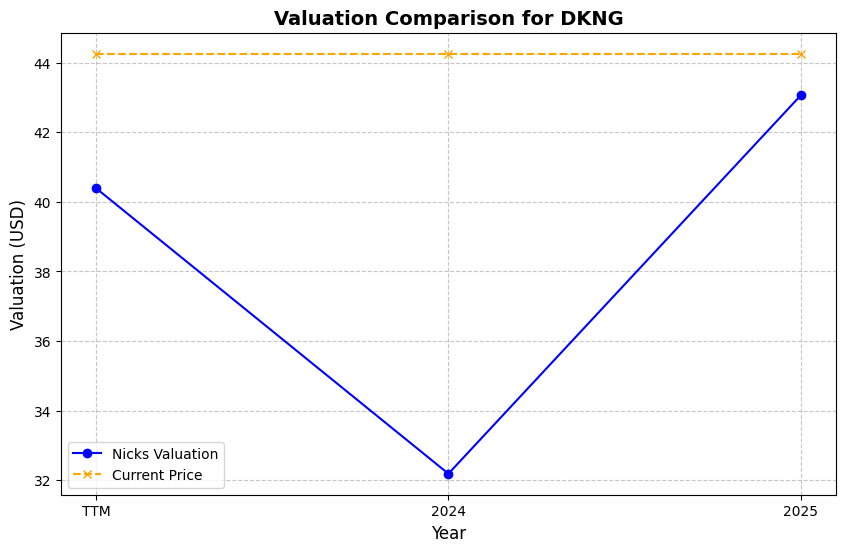 Valuation Comparison for DKNG
Valuation (USD)
44
42
40
38
36
34
32
Nicks Valuation
Current Price
TTM
2024
2025
Year